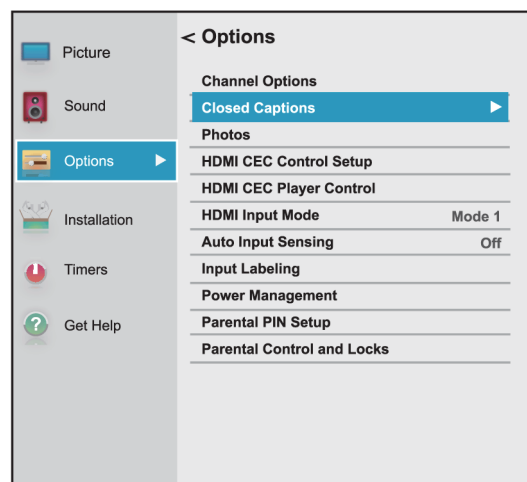 Picture
Sound
Options
Installation
Timers
Get Help
< Options
Channel Options
Closed Captions
Photos
HDMI CEC Control Setup
HDMI CEC Player Control
HDMI Input Mode Mode 1
Auto Input Sensing Off
Input Labeling
Power Management
Parental PIN Setup
Parental Control and Locks